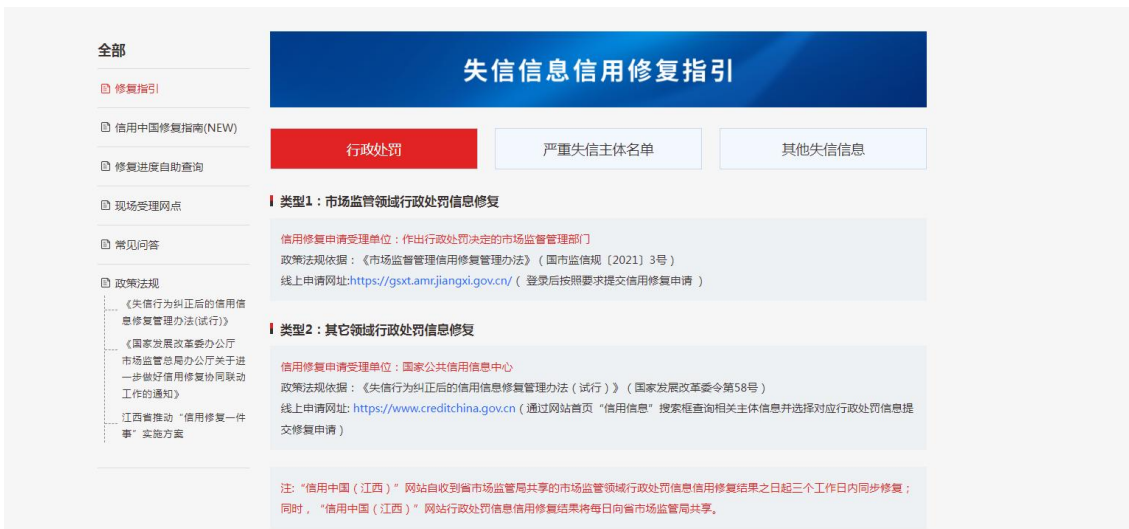 全部
修复指引
信用中国修复指南(NEW)
修复进度自助查询
现场受理网点
常见问答
政策法规
《失信行为纠正后的信用信
息修复管理办法(试行)》
《国家发展改革委办公厅
市场监管总局办公厅关于进
一步做好信用修复协同联动
工作的通知》
江西省推动“信用修复一件
事”实施方案
失信信息信用修复指引
行政处罚
严重失信主体名单
其他失信信息
类型1：市场监管领域行政处罚信息修复
信用修复申请受理单位：作出行政处罚决定的市场监督管理部门
政策法规依据：《市场监督管理信用修复管理办法》（国市监信规〔2021〕3号）
线上申请网址:https://gsxt.amr.jiangxi.gov.cn/（ 登录后按照要求提交信用修复申请 ）
类型2：其它领域行政处罚信息修复
信用修复申请受理单位：国家公共信用信息中心
政策法规依据：《失信行为纠正后的信用信息修复管理办法（试行）》（国家发展改革委令第58号）
线上申请网址: https://www.creditchina.gov.cn（通过网站首页“信用信息”搜索框查询相关主体信息并选择对应行政处罚信息提
交修复申请）
注:“信用中国（江西）”网站自收到省市场监管局共享的市场监管领域行政处罚信息信用修复结果之日起三个工作日内同步修复；
同时，“信用中国（江西）”网站行政处罚信息信用修复结果将每日向省市场监管局共享。